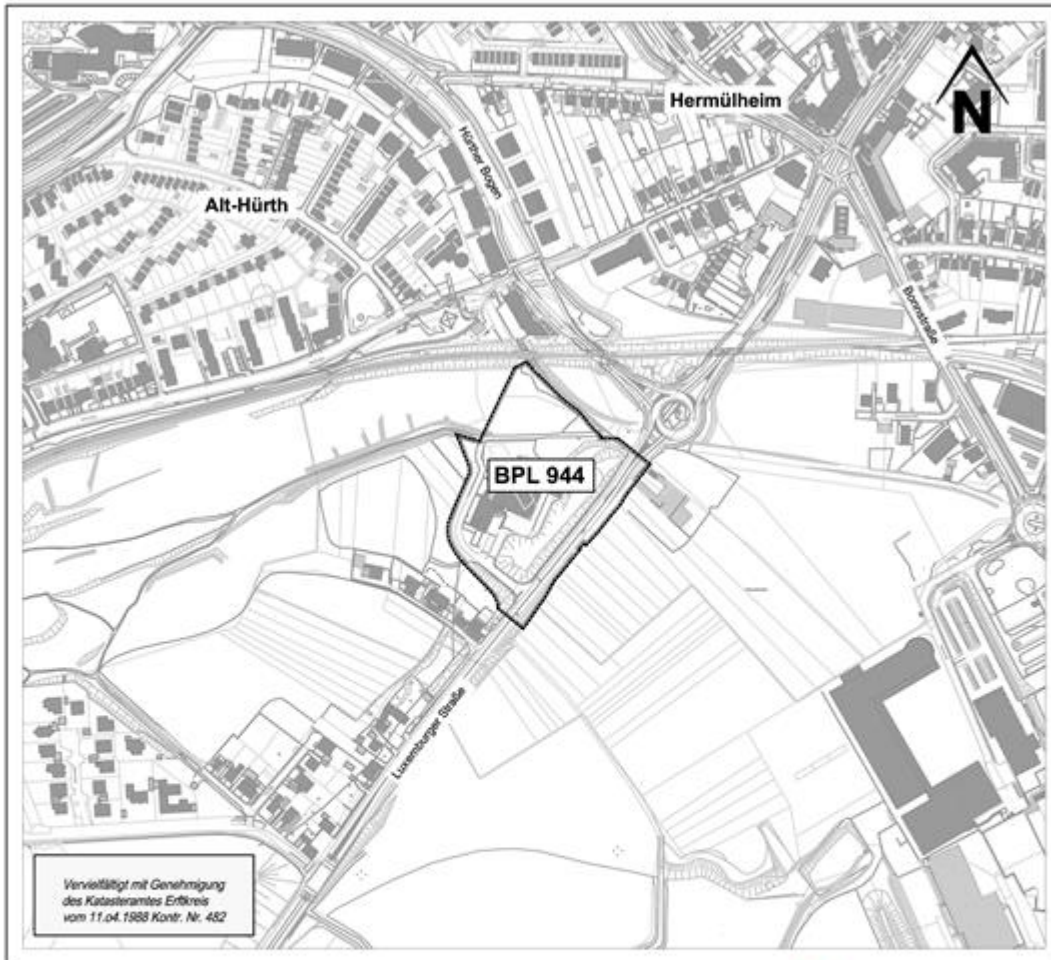 Hermülheim
N
Hürther Bogen
Alt-Hürth
Bonnstraße
BPL 944
Luxemburger Straße
Vervielfältigt mit Genehmigung
des Katasteramtes Erftkreis
vom 11.o4.1988 Kontr. Nr. 482